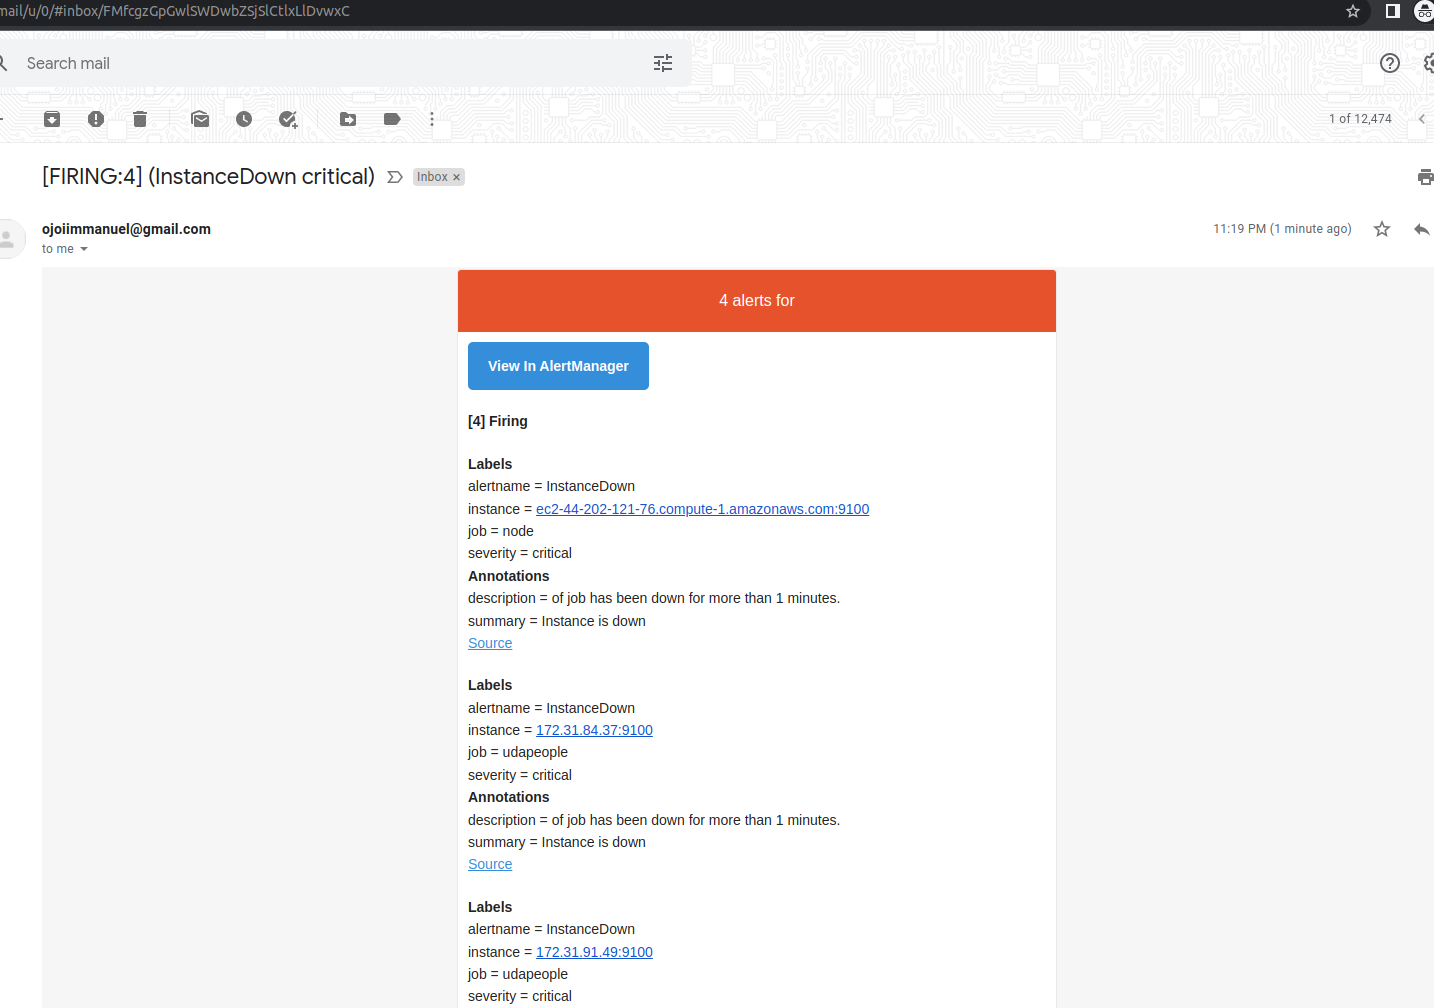 mail/u/0/#inbox/FMfcgzGpGwlSWDwbZSjSlCtlxLlDvwxC
Search mail
1 of 12,474
[FIRING:4] (InstanceDown critical)
Inbox ×
ojoiimmanuel@gmail.com
11:19 PM (1 minute ago)
to me
4 alerts for
View In AlertManager
[4] Firing
Labels
alertname = InstanceDown
instance = ec2-44-202-121-76.compute-1.amazonaws.com:9100
job = node
severity = critical
Annotations
description = of job has been down for more than 1 minutes.
summary = Instance is down
Source
Labels
alertname = InstanceDown
instance = 172.31.84.37:9100
job = udapeople
severity = critical
Annotations
description = of job has been down for more than 1 minutes.
summary = Instance is down
Source
Labels
alertname = InstanceDown
instance = 172.31.91.49:9100
job = udapeople
severity = critical